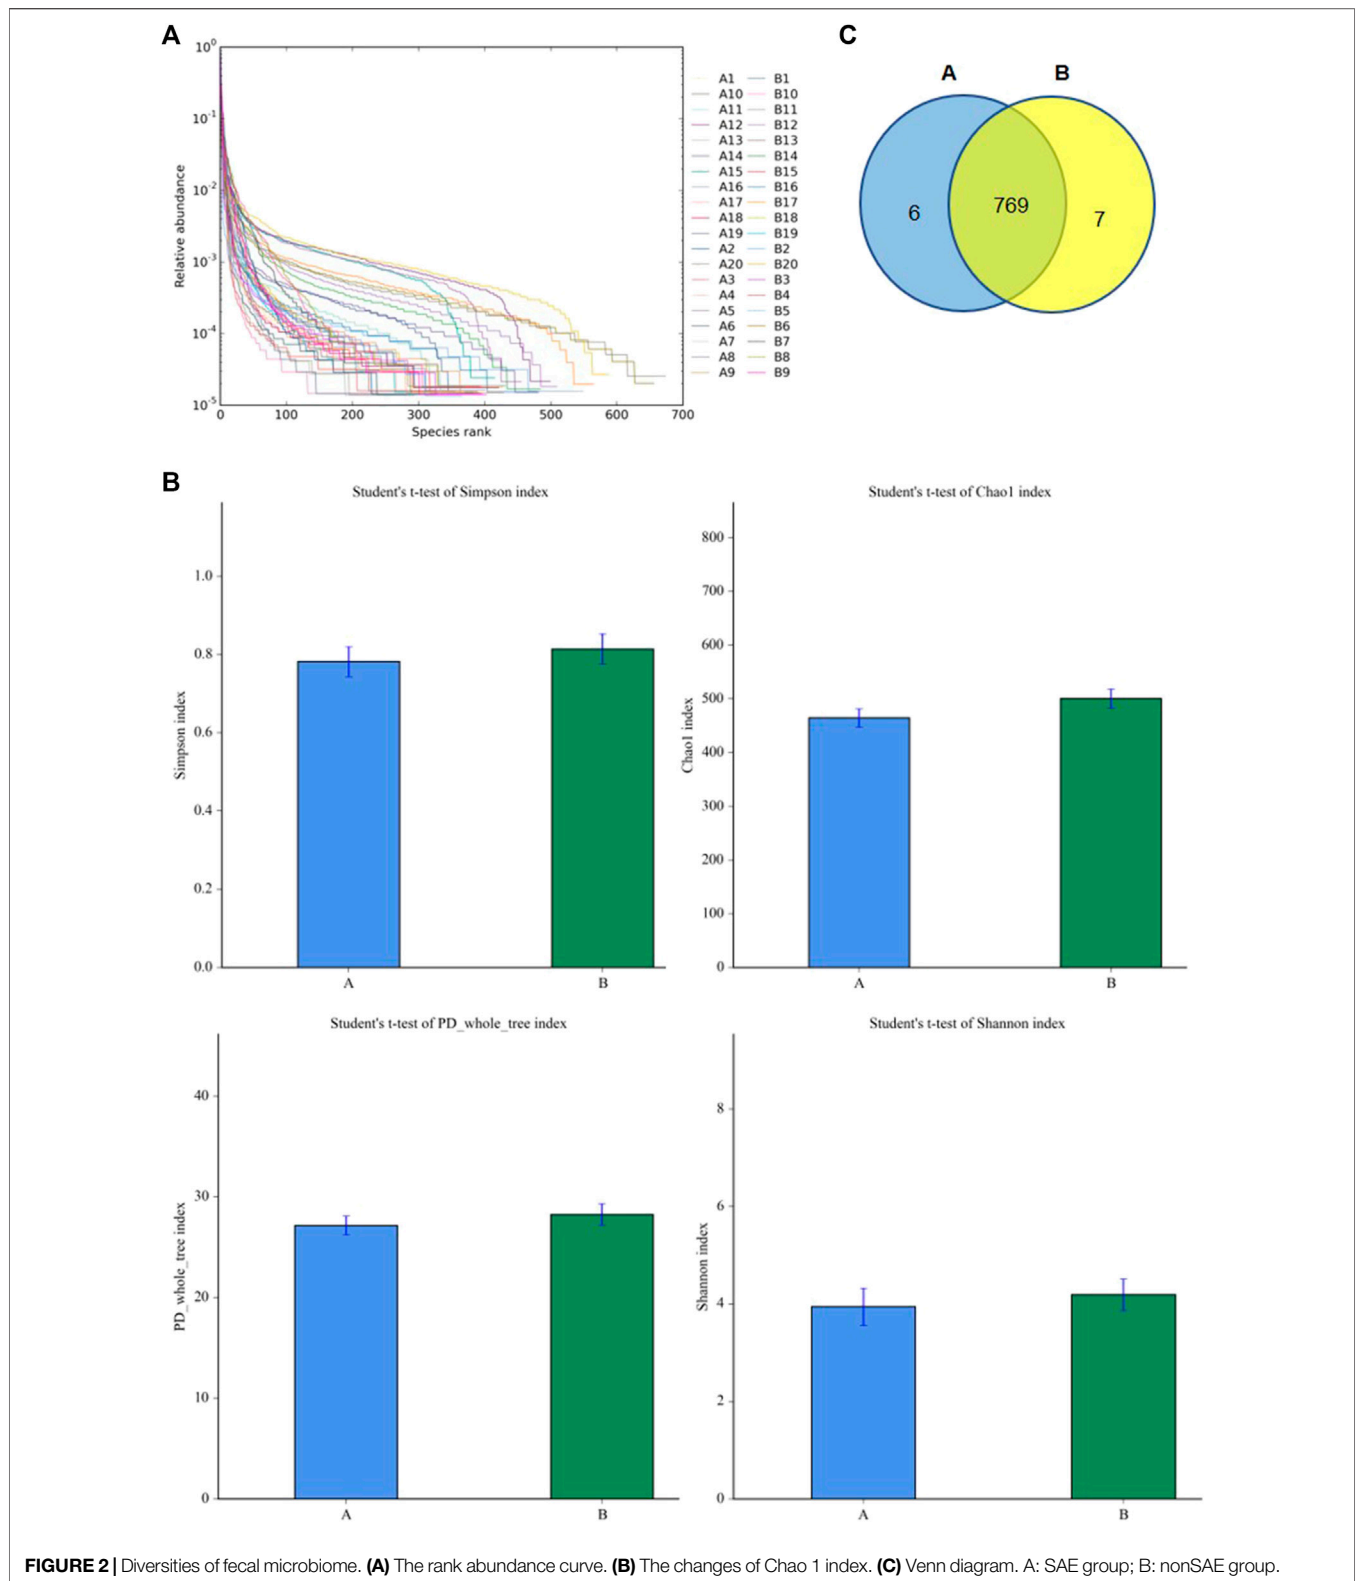 A
10^0
10^-1
10^-2
10^-3
10^-4
10^-5
Relative abundance
0 100 200 300 400 500 600 700
Species rank
A1 B1
A10 B10
A11 B11
A12 B12
A13 B13
A14 B14
A15 B15
A16 B16
A17 B17
A18 B18
A19 B19
A2 B2
A20 B20
A3 B3
A4 B4
A5 B5
A6 B6
A7 B7
A8 B8
A9 B9
C
A B
6 769 7
B
Student's t-test of Simpson index
1.0
0.8
0.6
0.4
0.2
0.0
Simpson index
A B
Student's t-test of Chao1 index
800
700
600
500
400
300
200
100
0
Chao1 index
A B
Student's t-test of PD_whole_tree index
40
30
20
10
0
PD_whole_tree index
A B
Student's t-test of Shannon index
8
6
4
2
0
Shannon index
A B
FIGURE 2 | Diversities of fecal microbiome. (A) The rank abundance curve. (B) The changes of Chao 1 index. (C) Venn diagram. A: SAE group; B: nonSAE group.